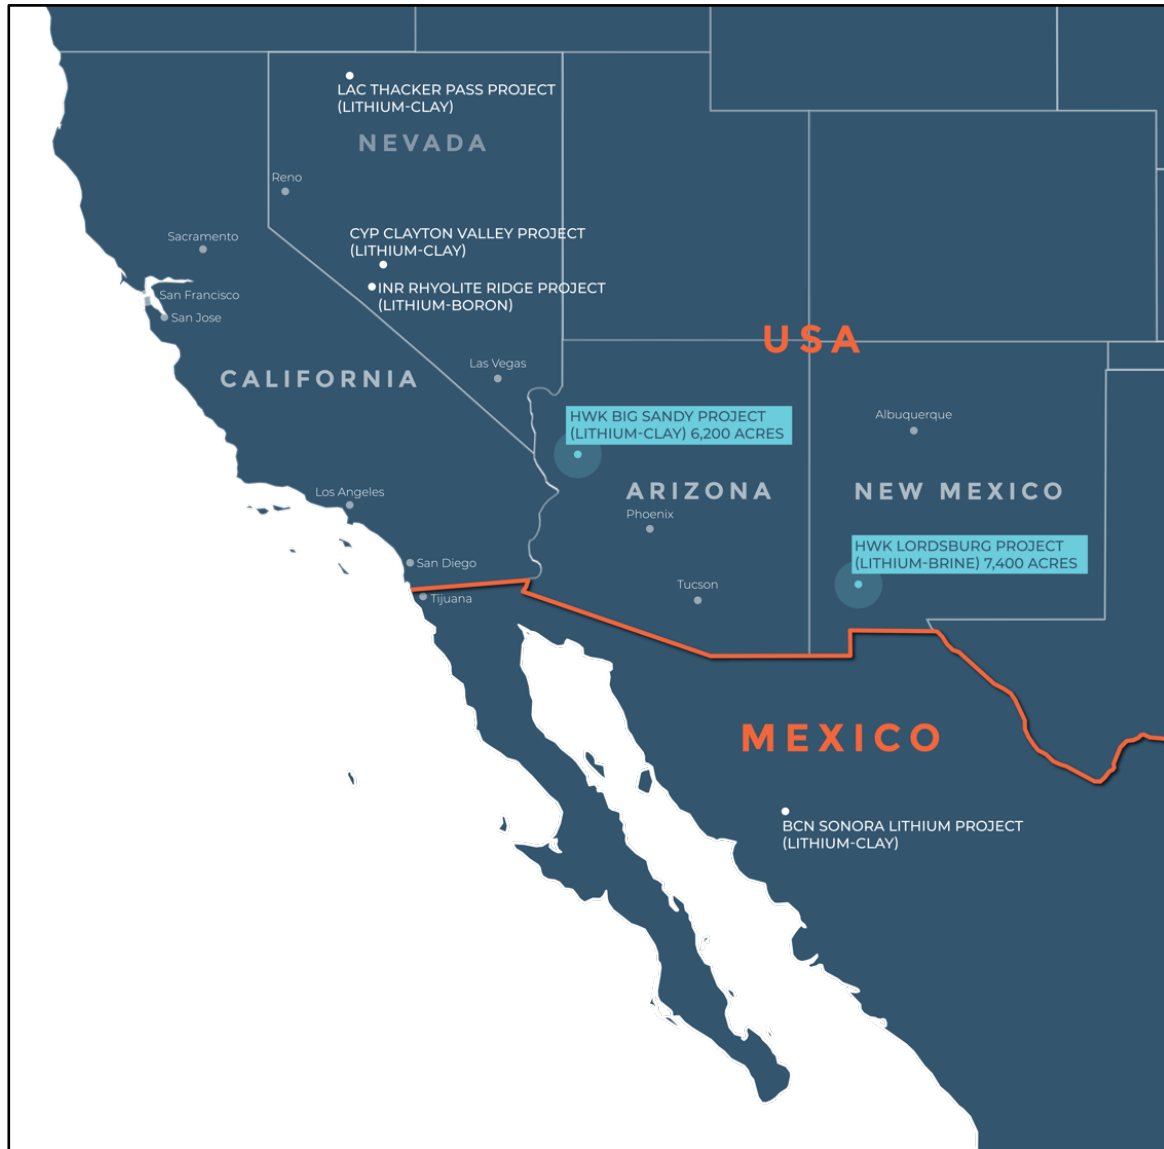 LAC THACKER PASS PROJECT
(LITHIUM-CLAY)
NEVADA
Reno
Sacramento
CYP CLAYTON VALLEY PROJECT
(LITHIUM-CLAY)
INR RHYOLITE RIDGE PROJECT
(LITHIUM-BORON)
San Francisco
San Jose
USA
Las Vegas
CALIFORNIA
HWK BIG SANDY PROJECT
(LITHIUM-CLAY) 6,200 ACRES
Albuquerque
Los Angeles
ARIZONA
NEW MEXICO
Phoenix
HWK LORDSBURG PROJECT
(LITHIUM-BRINE) 7,400 ACRES
San Diego
Tucson
Tijuana
MEXICO
BCN SONORA LITHIUM PROJECT
(LITHIUM-CLAY)